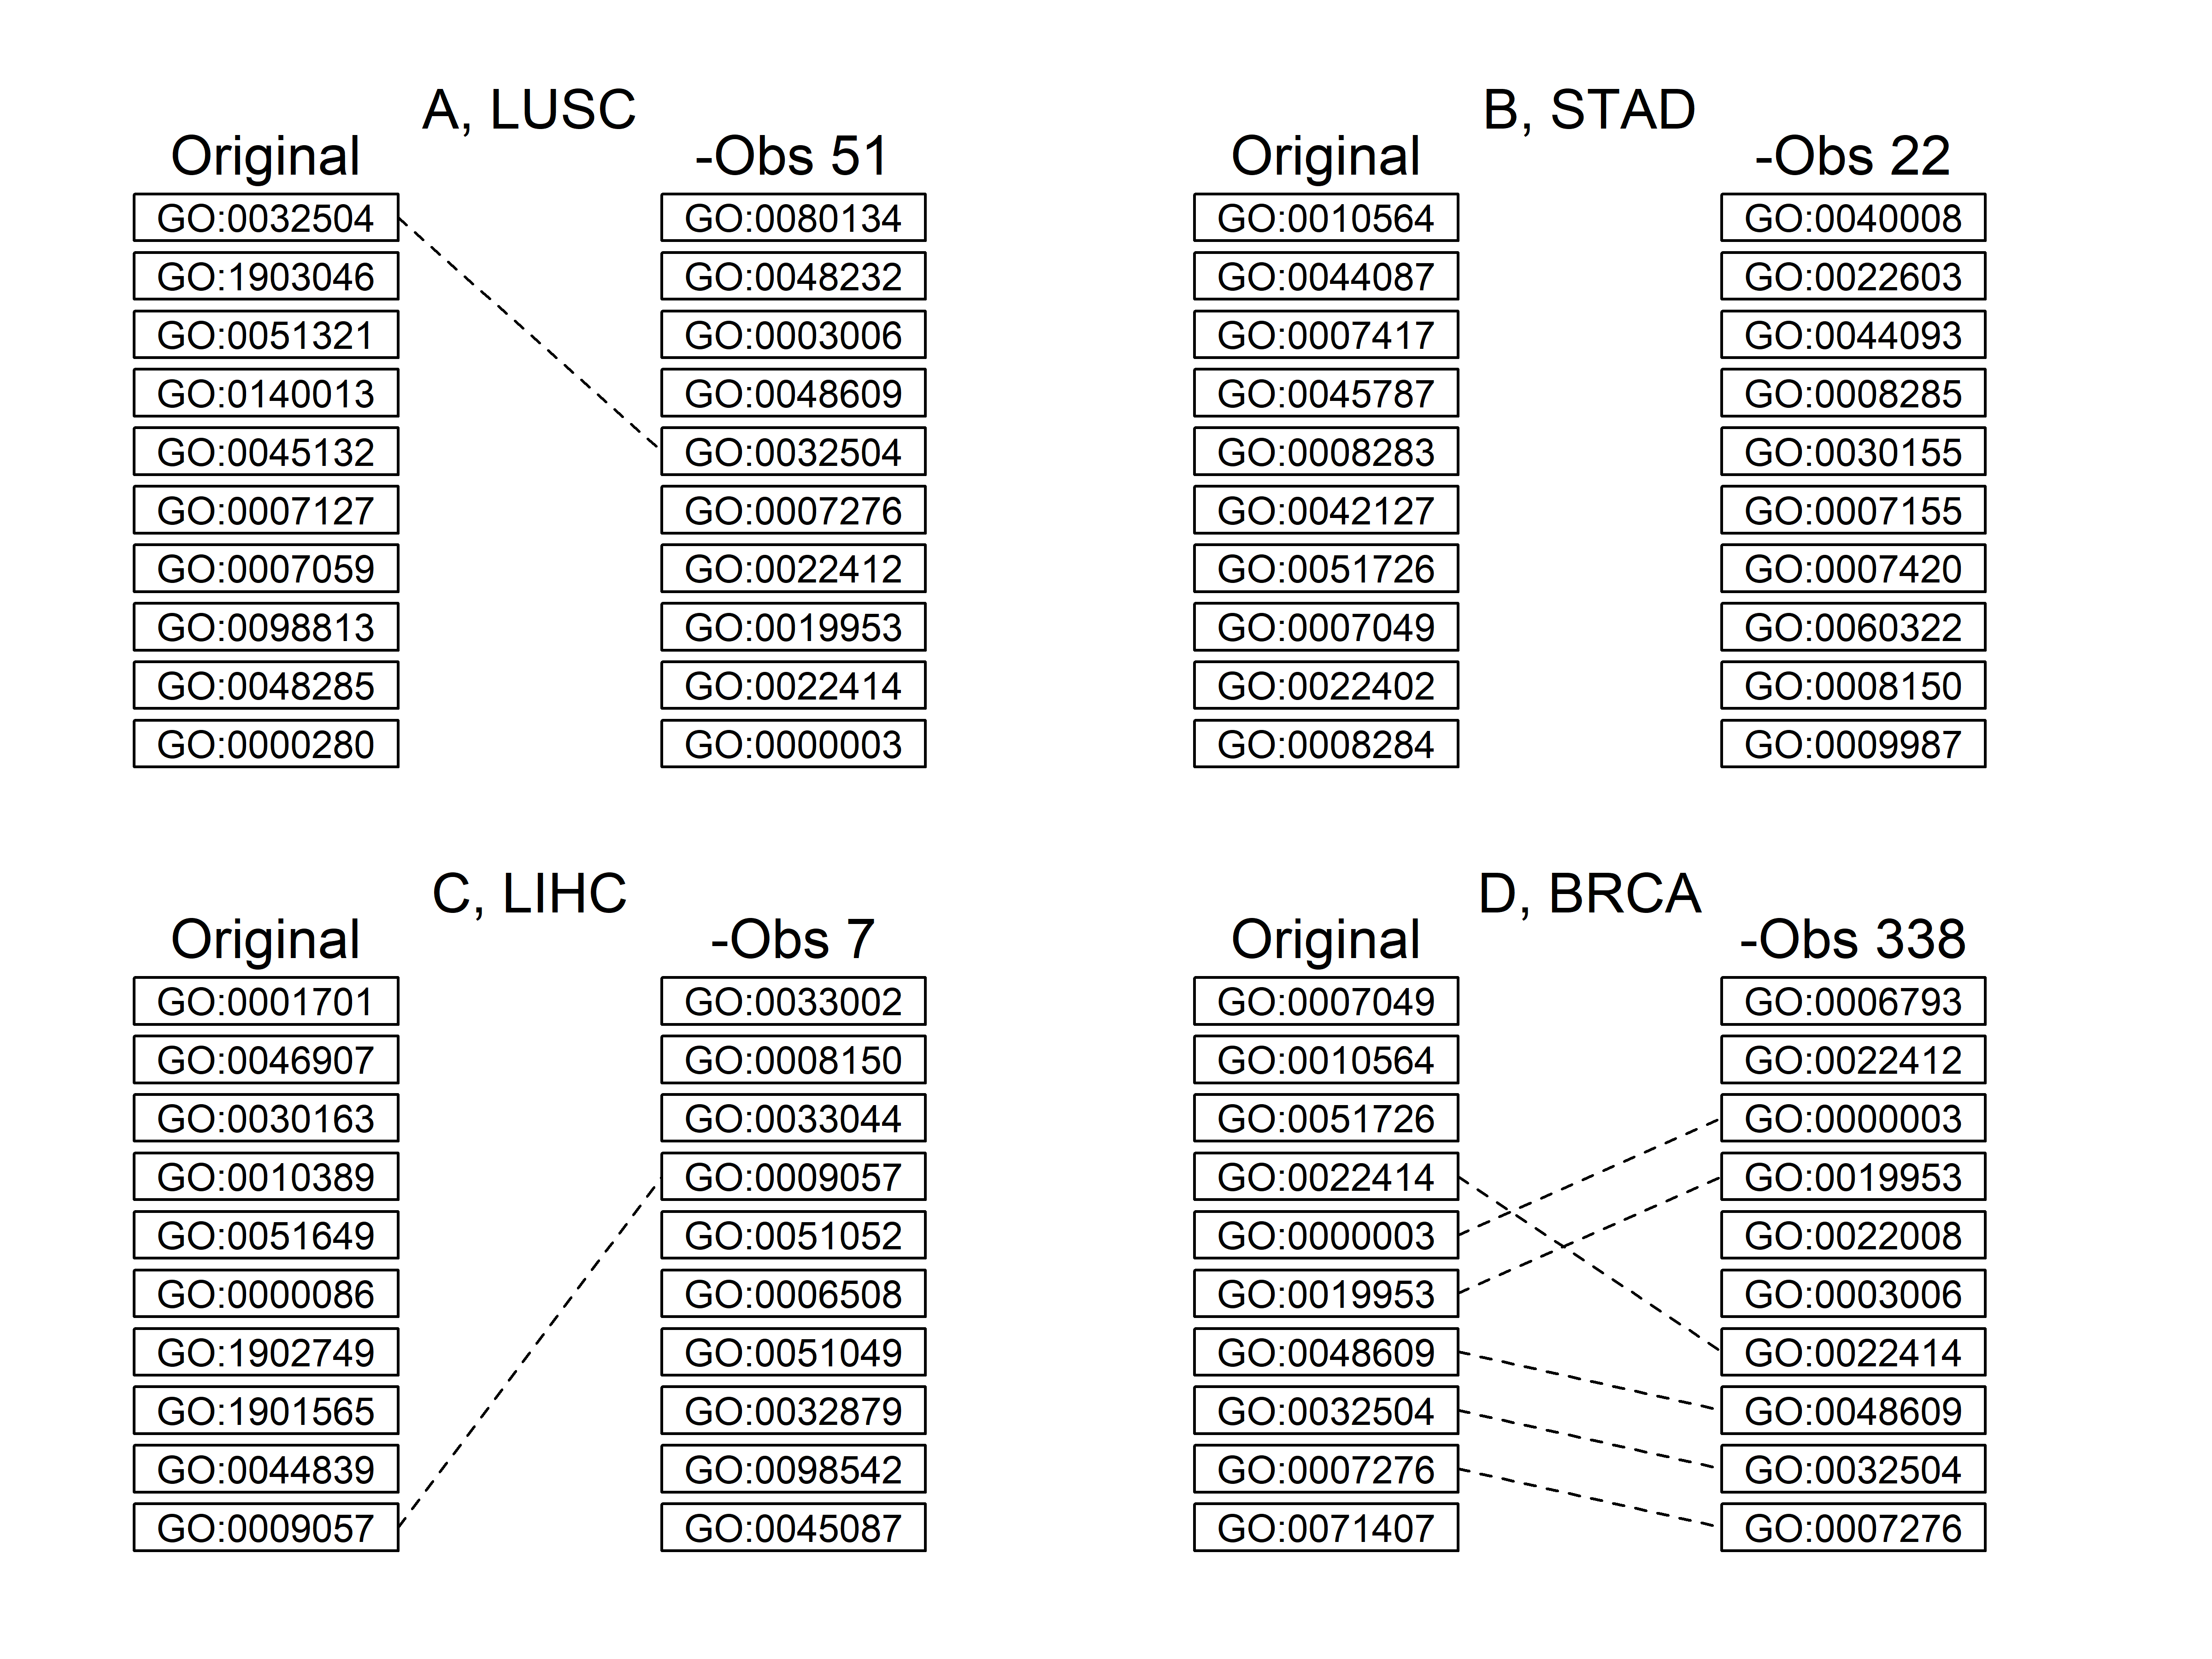 A, LUSC
Original
-Obs 51
GO:0032504
GO:1903046
GO:0051321
GO:0140013
GO:0045132
GO:0007127
GO:0007059
GO:0098813
GO:0048285
GO:0000280
GO:0080134
GO:0048232
GO:0003006
GO:0048609
GO:0032504
GO:0007276
GO:0022412
GO:0019953
GO:0022414
GO:0000003
B, STAD
Original
-Obs 22
GO:0010564
GO:0044087
GO:0007417
GO:0045787
GO:0008283
GO:0042127
GO:0051726
GO:0007049
GO:0022402
GO:0008284
GO:0040008
GO:0022603
GO:0044093
GO:0008285
GO:0030155
GO:0007155
GO:0007420
GO:0060322
GO:0008150
GO:0009987
C, LIHC
Original
-Obs 7
GO:0001701
GO:0046907
GO:0030163
GO:0010389
GO:0051649
GO:0000086
GO:1902749
GO:1901565
GO:0044839
GO:0009057
GO:0033002
GO:0008150
GO:0033044
GO:0009057
GO:0051052
GO:0006508
GO:0051049
GO:0032879
GO:0098542
GO:0045087
D, BRCA
Original
-Obs 338
GO:0007049
GO:0010564
GO:0051726
GO:0022414
GO:0000003
GO:0019953
GO:0048609
GO:0032504
GO:0007276
GO:0071407
GO:0006793
GO:0022412
GO:0000003
GO:0019953
GO:0022008
GO:0003006
GO:0022414
GO:0048609
GO:0032504
GO:0007276